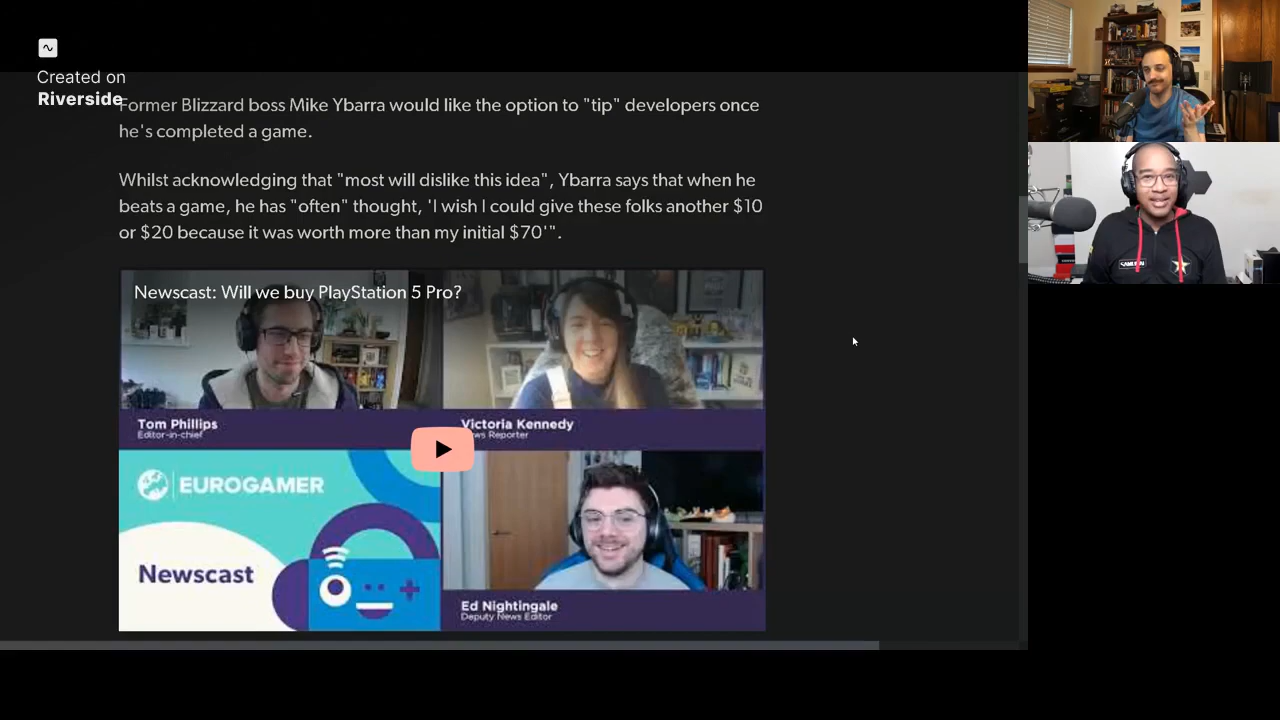 Created on
Riverside
Former Blizzard boss Mike Ybarra would like the option to "tip" developers once
he's completed a game.
Whilst acknowledging that "most will dislike this idea", Ybarra says that when he
beats a game, he has "often" thought, 'I wish I could give these folks another $10
or $20 because it was worth more than my initial $70'".
Newscast: Will we buy PlayStation 5 Pro?
Tom Phillips
Editor-in-chief
Victoria Kennedy
News Reporter
EUROGAMER
Newscast
Ed Nightingale
Deputy News Editor